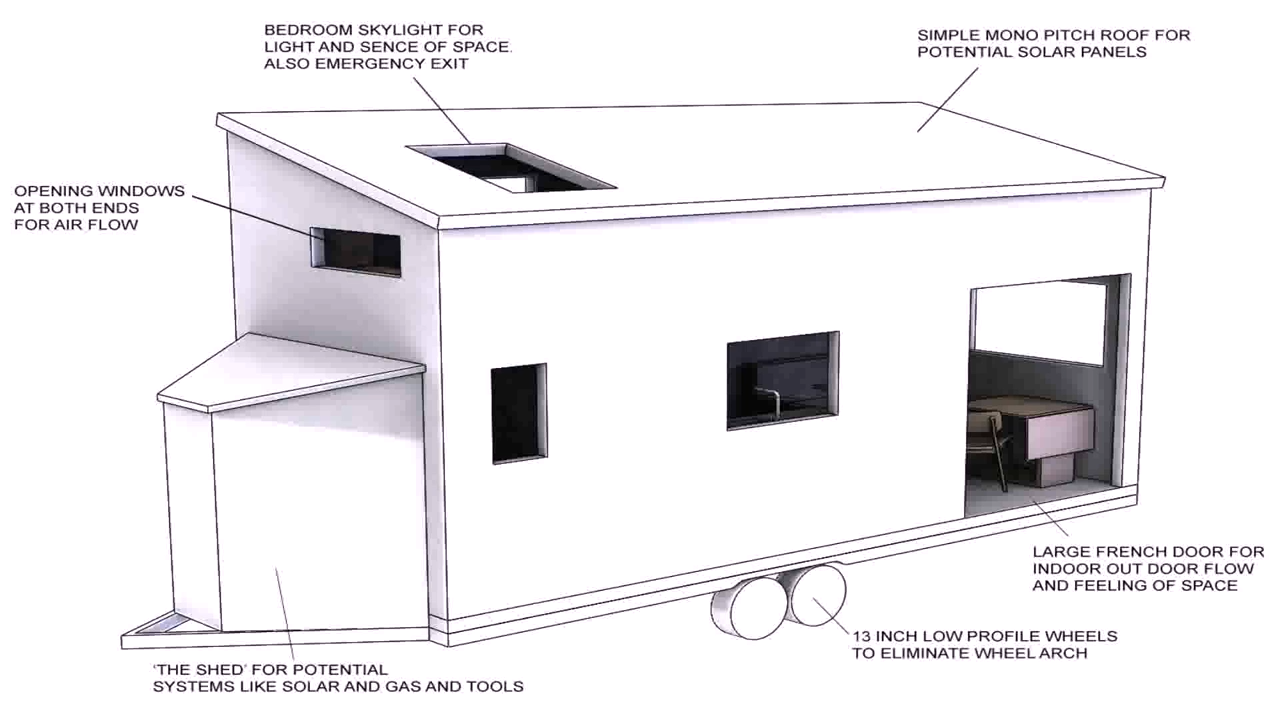 BEDROOM SKYLIGHT FOR
LIGHT AND SENCE OF SPACE.
ALSO EMERGENCY EXIT
SIMPLE MONO PITCH ROOF FOR
POTENTIAL SOLAR PANELS
OPENING WINDOWS
AT BOTH ENDS
FOR AIR FLOW
LARGE FRENCH DOOR FOR
INDOOR OUT DOOR FLOW
AND FEELING OF SPACE
13 INCH LOW PROFILE WHEELS
TO ELIMINATE WHEEL ARCH
'THE SHED' FOR POTENTIAL
SYSTEMS LIKE SOLAR AND GAS AND TOOLS